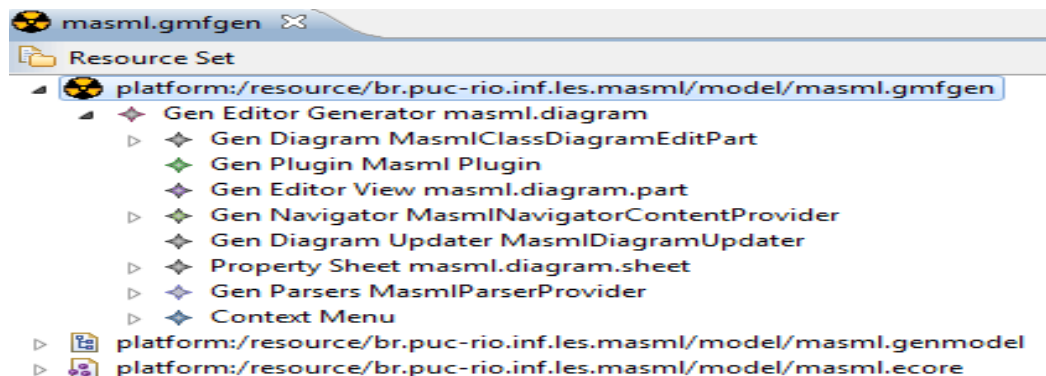 masml.gmfgen
Resource Set
platform:/resource/br.puc-rio.inf.les.masml/model/masml.gmfgen
Gen Editor Generator masml.diagram
Gen Diagram MasmlClassDiagramEditPart
Gen Plugin Masml Plugin
Gen Editor View masml.diagram.part
Gen Navigator MasmlNavigatorContentProvider
Gen Diagram Updater MasmlDiagramUpdater
Property Sheet masml.diagram.sheet
Gen Parsers MasmlParserProvider
Context Menu
platform:/resource/br.puc-rio.inf.les.masml/model/masml.genmodel
platform:/resource/br.puc-rio.inf.les.masml/model/masml.ecore